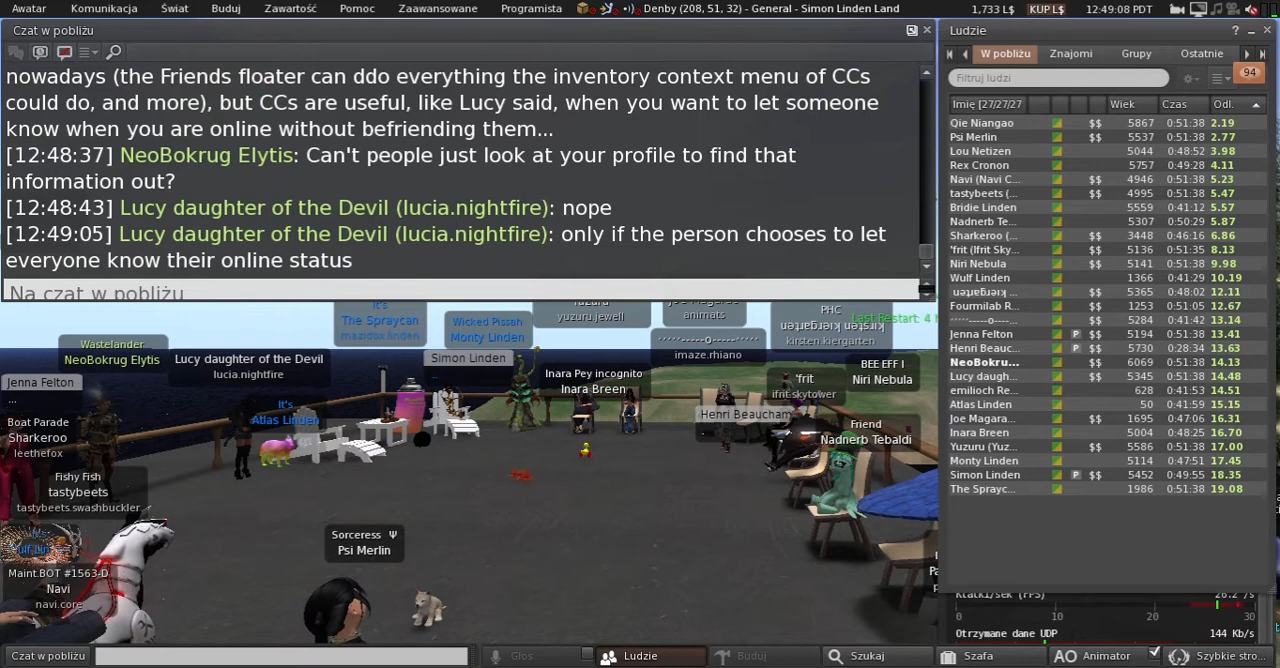 Awatar Komunikacja Świat Buduj Zawartość Pomoc Zaawansowane Programista Denby (208, 51, 32) - General - Simon Linden Land 1,733 L$ KUP L$ 12:49:08 PDT
Czat w pobliżu
nowadays (the Friends floater can ddo everything the inventory context menu of CCs
could do, and more), but CCs are useful, like Lucy said, when you want to let someone
know when you are online without befriending them...
[12:48:37] NeoBokrug Elytis: Can't people just look at your profile to find that
information out?
[12:48:43] Lucy daughter of the Devil (lucia.nightfire): nope
[12:49:05] Lucy daughter of the Devil (lucia.nightfire): only if the person chooses to let
everyone know their online status
Na czat w pobliżu
Ludzie
W pobliżu Znajomi Grupy Ostatnie
Filtruj ludzi
94
Imię [27/27/27 Wiek Czas Odl.
Qie Niangao $$ 5867 0:51:38 2.19
Psi Merlin $$ 5537 0:51:38 2.77
Lou Netizen 5044 0:48:52 3.98
Rex Cronon 5757 0:49:28 4.11
Navi (Navi C... $$ 4946 0:51:38 5.23
tastybeets (... $$ 4995 0:51:38 5.47
Bridie Linden 5559 0:41:12 5.57
Nadnerb Te... 5307 0:50:29 5.87
Sharkeroo (... $$ 3448 0:46:16 6.86
'frit (Ifrit Sky... $$ 5136 0:51:35 8.13
Niri Nebula $$ 5141 0:51:38 9.98
Wulf Linden 1366 0:41:29 10.19
$$ 5365 0:48:02 12.11
Fourmilab R... $$ 1253 0:51:05 12.67
5284 0:41:42 13.14
Jenna Felton P $$ 5194 0:51:38 13.41
Henri Beauc... P $$ 5730 0:28:34 13.63
NeoBokru... $$ 6069 0:51:38 14.13
Lucy daugh... $$ 5345 0:51:38 14.48
emilioch Re... 628 0:41:53 14.51
Atlas Linden 50 0:41:59 15.15
Joe Magara... $$ 1695 0:47:06 16.31
Inara Breen 5004 0:48:25 16.70
Yuzuru (Yuz... $$ 5586 0:51:38 17.00
Monty Linden 5114 0:47:51 17.45
Simon Linden P $$ 5452 0:49:55 18.35
The Sprayc... 1986 0:51:38 19.08
It's
The Spraycan
mazidox.linden
Wicked Pissah
Monty Linden
yuzuru.jewell
animats
PHC
kirsten.kiergarten
Last Restart: 4
imaze.rhiano
Wastelander
NeoBokrug Elytis
Lucy daughter of the Devil
lucia.nightfire
Simon Linden
Inara Pey incognito
Inara Breen
'frit
ifrit.skytower
BEE EFF I
Niri Nebula
Jenna Felton
...
It's
Atlas Linden
Henri Beaucham
Friend
Nadnerb Tebaldi
Boat Parade
Sharkeroo
leethefox
Fishy Fish
tastybeets
tastybeets.swashbuckler
Sorceress Ψ
Psi Merlin
Maint.BOT #1563-D
Navi
navi.core
Klatki/sek (FPS) 26.2 /s
0 10 20 30
Otrzymane dane UDP 144 Kb/s
Czat w pobliżu Głos Ludzie Buduj Szukaj Szafa AO Animator Szybkie stro...